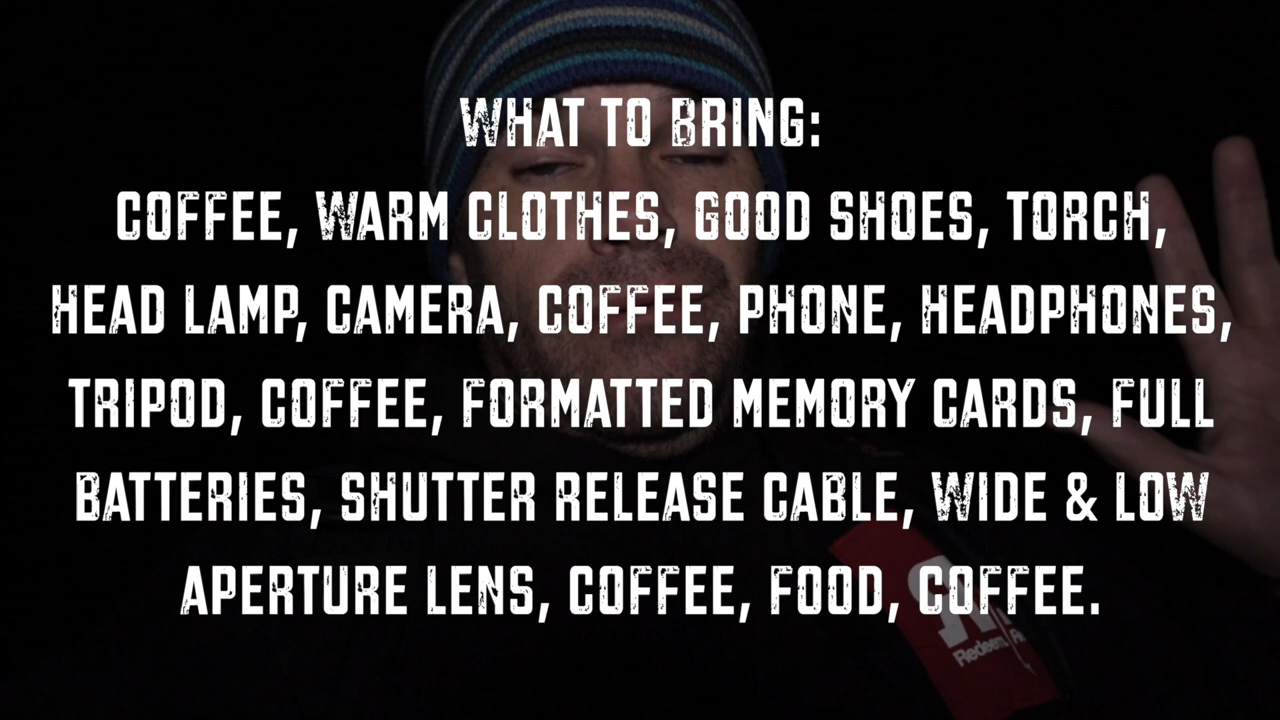 WHAT TO BRING:
COFFEE, WARM CLOTHES, GOOD SHOES, TORCH,
HEAD LAMP, CAMERA, COFFEE, PHONE, HEADPHONES,
TRIPOD, COFFEE, FORMATTED MEMORY CARDS, FULL
BATTERIES, SHUTTER RELEASE CABLE, WIDE & LOW
APERTURE LENS, COFFEE, FOOD, COFFEE.